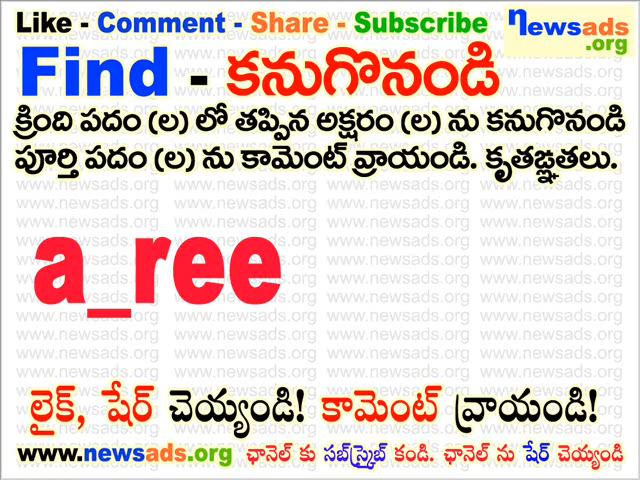 Like - Comment - Share - Subscribe
newsads
.org
Find - కనుగొనండి
క్రింది పదం (ల) లో తప్పిన అక్షరం (ల) ను కనుగొనండి
పూర్తి పదం (ల) ను కామెంట్ వ్రాయండి. కృతఙ్ఞతలు.
a_ree
లైక్, షేర్ చెయ్యండి! కామెంట్ వ్రాయండి!
www.newsads.org ఛానెల్ కు సబ్‌స్క్రైబ్ కండి. ఛానెల్ ను షేర్ చెయ్యండి